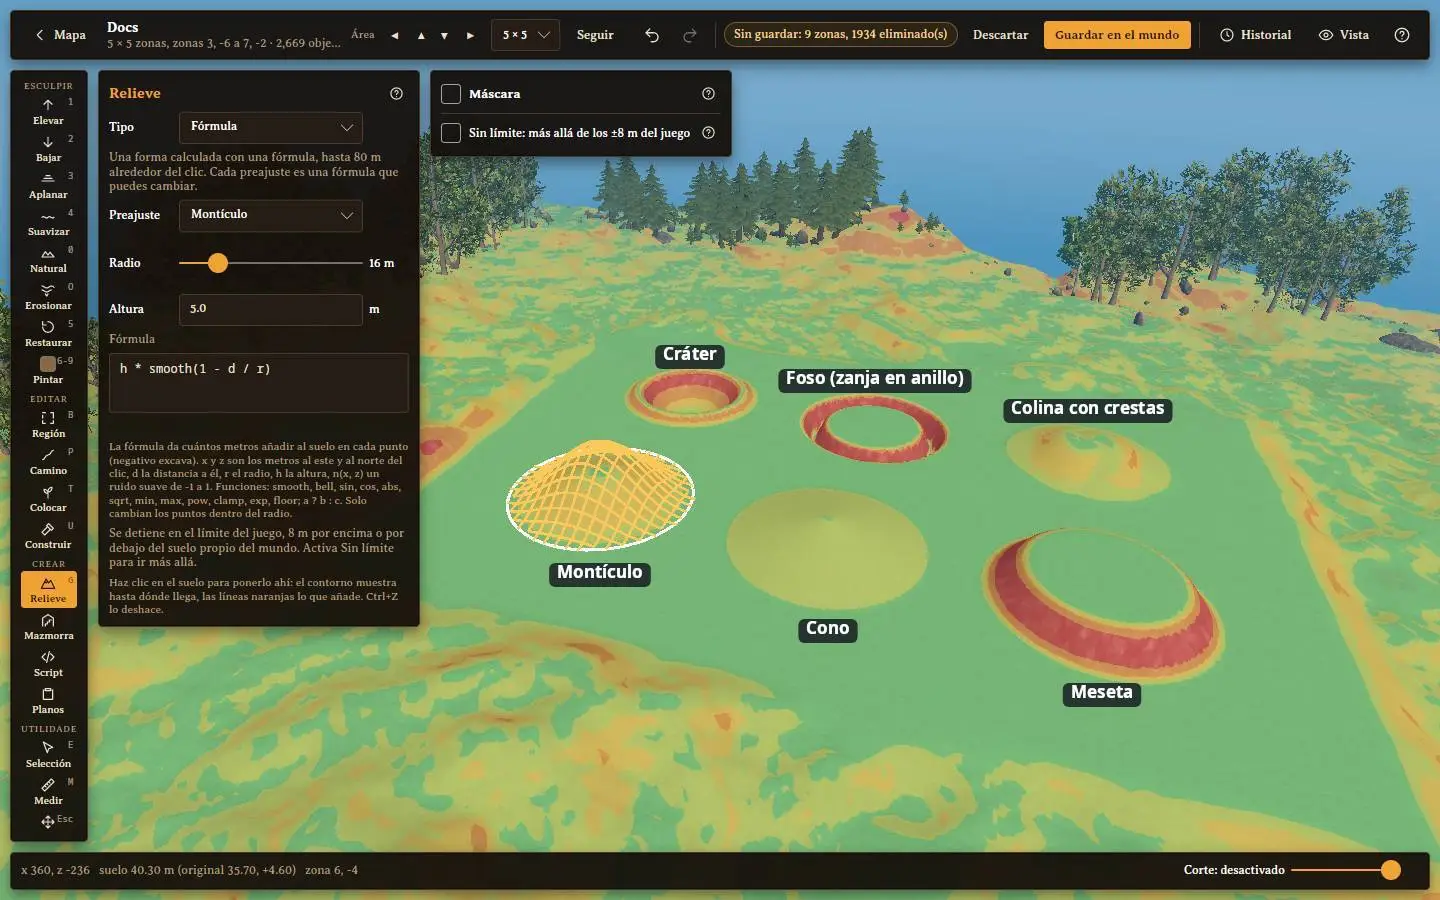 Mapa
Docs
5 × 5 zonas, zonas 3, -6 a 7, -2 · 2,669 obje...
Área
5 × 5
Seguir
Sin guardar: 9 zonas, 1934 eliminado(s)
Descartar
Guardar en el mundo
Historial
Vista
ESCULPIR
1
Elevar
2
Bajar
3
Aplanar
4
Suavizar
0
Natural
O
Erosionar
5
Restaurar
6-9
Pintar
EDITAR
B
Región
P
Camino
T
Colocar
U
Construir
CREAR
G
Relieve
Mazmorra
Script
Planos
UTILIDADE
E
Selección
M
Medir
Esc
Relieve
Tipo
Fórmula
Una forma calculada con una fórmula, hasta 80 m
alrededor del clic. Cada preajuste es una fórmula que
puedes cambiar.
Preajuste
Montículo
Radio
16 m
Altura
5.0
m
Fórmula
h * smooth(1 - d / r)
La fórmula da cuántos metros añadir al suelo en cada punto
(negativo excava). x y z son los metros al este y al norte del
clic, d la distancia a él, r el radio, h la altura, n(x, z) un
ruido suave de -1 a 1. Funciones: smooth, bell, sin, cos, abs,
sqrt, min, max, pow, clamp, exp, floor; a ? b : c. Solo
cambian los puntos dentro del radio.
Se detiene en el límite del juego, 8 m por encima o por
debajo del suelo propio del mundo. Activa Sin límite
para ir más allá.
Haz clic en el suelo para ponerlo ahí: el contorno muestra
hasta dónde llega, las líneas naranjas lo que añade. Ctrl+Z
lo deshace.
Máscara
Sin límite: más allá de los ±8 m del juego
Cráter
Foso (zanja en anillo)
Colina con crestas
Montículo
Cono
Meseta
x 360, z -236 suelo 40.30 m (original 35.70, +4.60) zona 6, -4
Corte: desactivado